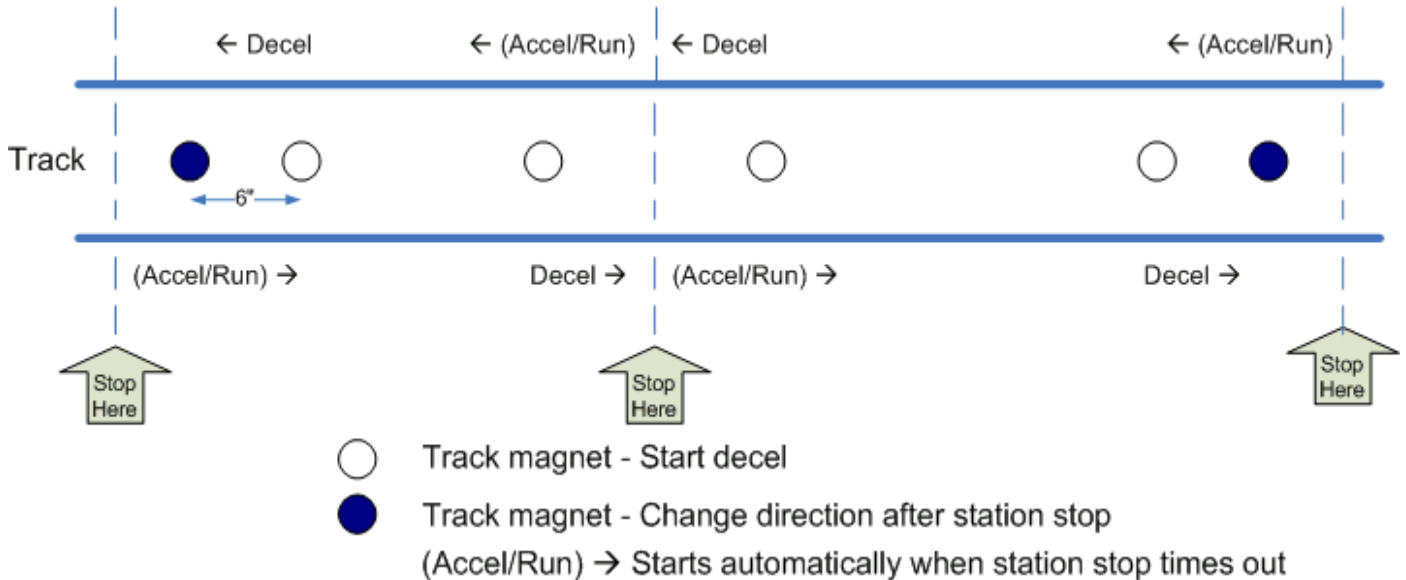 ← Decel ← (Accel/Run) ← Decel ← (Accel/Run)
Track
6"
(Accel/Run) → Decel → (Accel/Run) → Decel →
Stop
Here
Stop
Here
Stop
Here
Track magnet - Start decel
Track magnet - Change direction after station stop
(Accel/Run) → Starts automatically when station stop times out